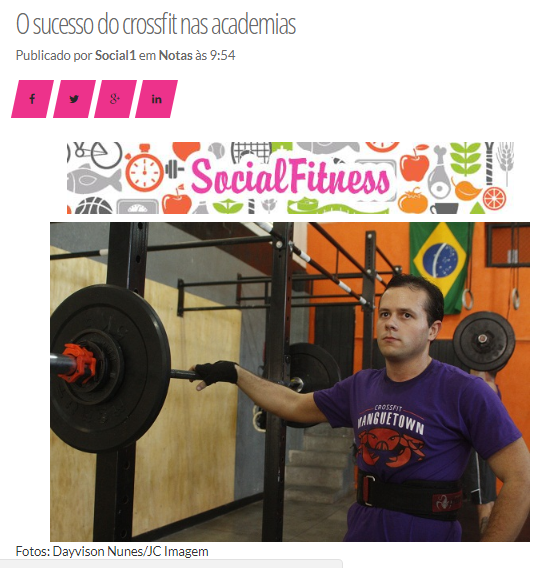 O sucesso do crossfit nas academias
Publicado por Social1 em Notas às 9:54
SocialFitness
CROSSFIT
MANGUETOWN
Fotos: Dayvison Nunes/JC Imagem